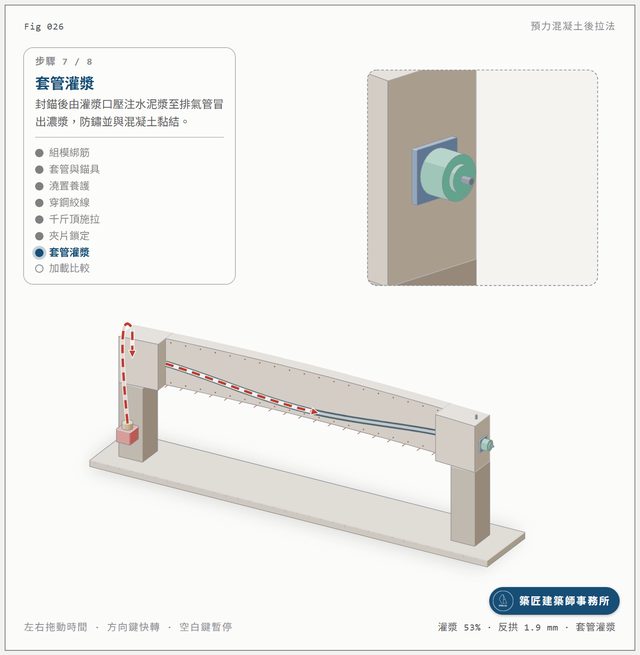 Fig 026
預力混凝土後拉法
步驟 7 / 8
套管灌漿
封錨後由灌漿口壓注水泥漿至排氣管冒
出濃漿，防鏽並與混凝土黏結。
組模綁筋
套管與錨具
澆置養護
穿鋼絞線
千斤頂施拉
夾片鎖定
套管灌漿
加載比較
築匠建築師事務所
左右拖動時間 · 方向鍵快轉 · 空白鍵暫停
灌漿 53% · 反拱 1.9 mm · 套管灌漿